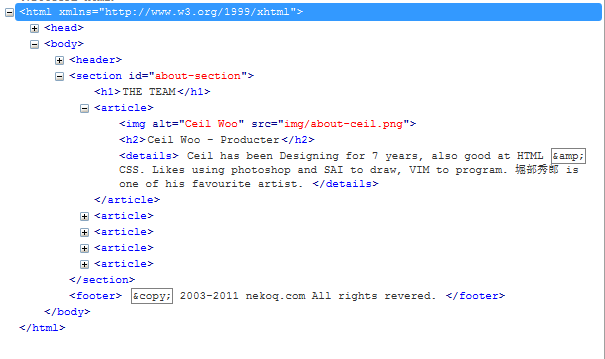 <html xmlns="http://www.w3.org/1999/xhtml">
<head>
<body>
<header>
<section id="about-section">
<h1>THE TEAM</h1>
<article>
<img alt="Ceil Woo" src="img/about-ceil.png">
<h2>Ceil Woo - Producter</h2>
<details> Ceil has been Designing for 7 years, also good at HTML &amp;
CSS. Likes using photoshop and SAI to draw, VIM to program. 堀部秀郎 is
one of his favourite artist. </details>
</article>
<article>
<article>
<article>
<article>
</section>
<footer> &copy; 2003-2011 nekoq.com All rights revered. </footer>
</body>
</html>